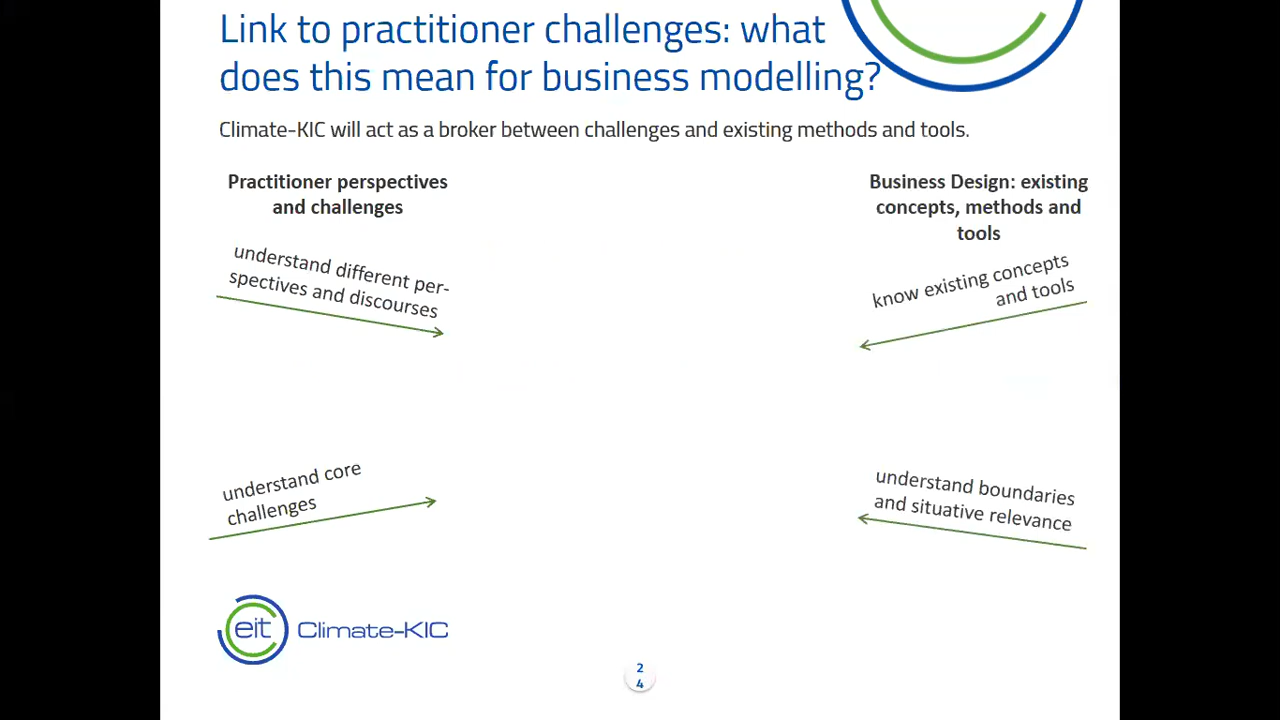 Link to practitioner challenges: what
does this mean for business modelling?
Climate-KIC will act as a broker between challenges and existing methods and tools.
Practitioner perspectives
and challenges
understand different per-
spectives and discourses
understand core
challenges
Business Design: existing
concepts, methods and
tools
know existing concepts
and tools
understand boundaries
and situative relevance
eit Climate-KIC
2
4